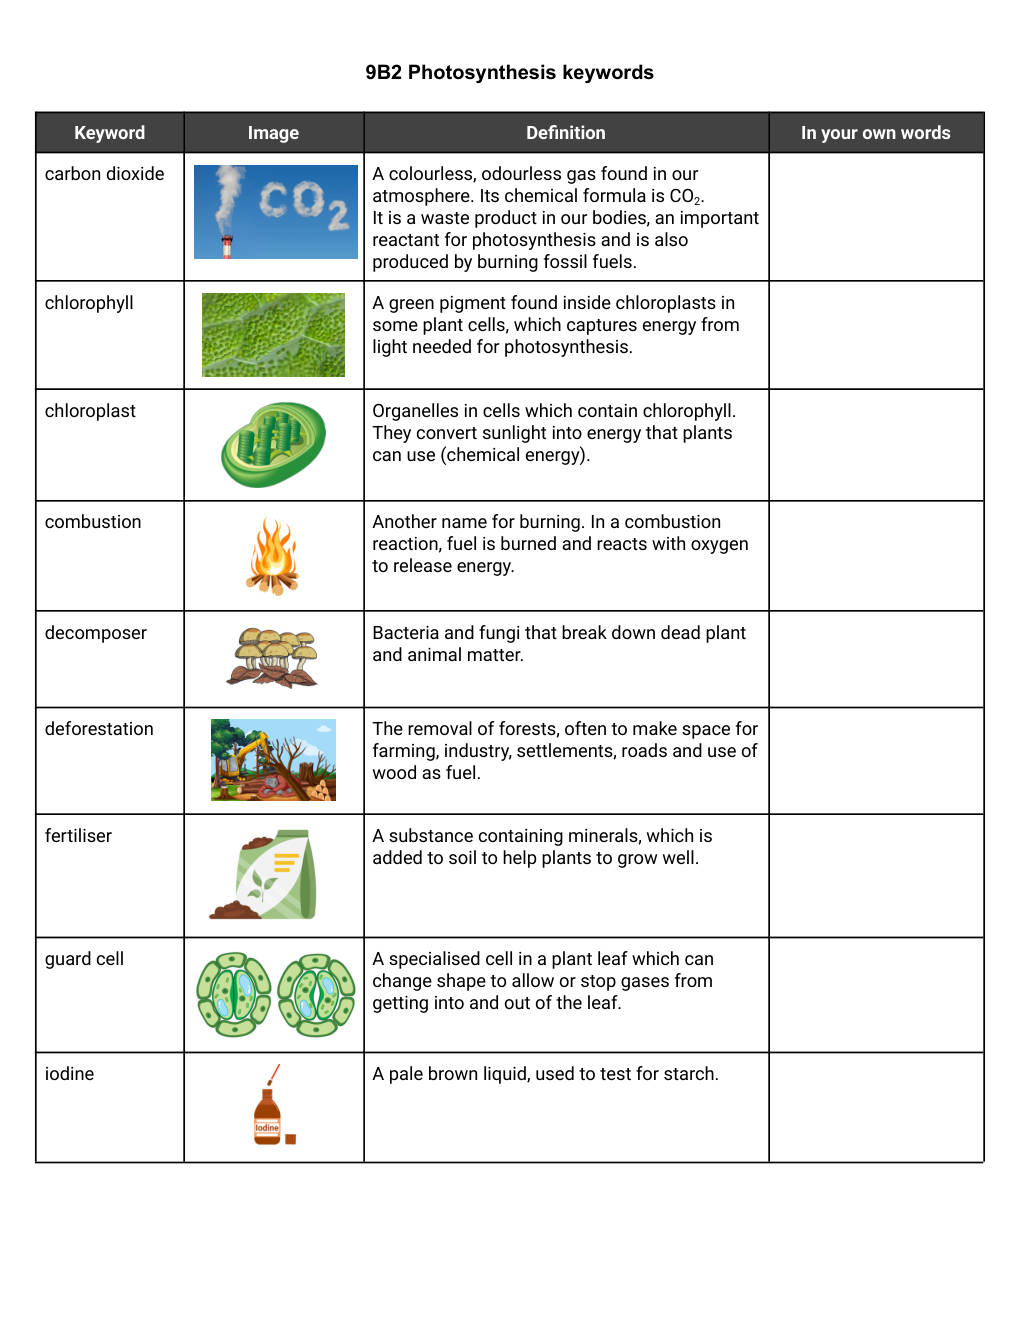 9B2 Photosynthesis keywords
Keyword Image Definition In your own words
carbon dioxide
CO2
A colourless, odourless gas found in our
atmosphere. Its chemical formula is CO₂.
It is a waste product in our bodies, an important
reactant for photosynthesis and is also
produced by burning fossil fuels.
chlorophyll
A green pigment found inside chloroplasts in
some plant cells, which captures energy from
light needed for photosynthesis.
chloroplast
Organelles in cells which contain chlorophyll.
They convert sunlight into energy that plants
can use (chemical energy).
combustion
Another name for burning. In a combustion
reaction, fuel is burned and reacts with oxygen
to release energy.
decomposer
Bacteria and fungi that break down dead plant
and animal matter.
deforestation
The removal of forests, often to make space for
farming, industry, settlements, roads and use of
wood as fuel.
fertiliser
A substance containing minerals, which is
added to soil to help plants to grow well.
guard cell
A specialised cell in a plant leaf which can
change shape to allow or stop gases from
getting into and out of the leaf.
iodine
Iodine
A pale brown liquid, used to test for starch.